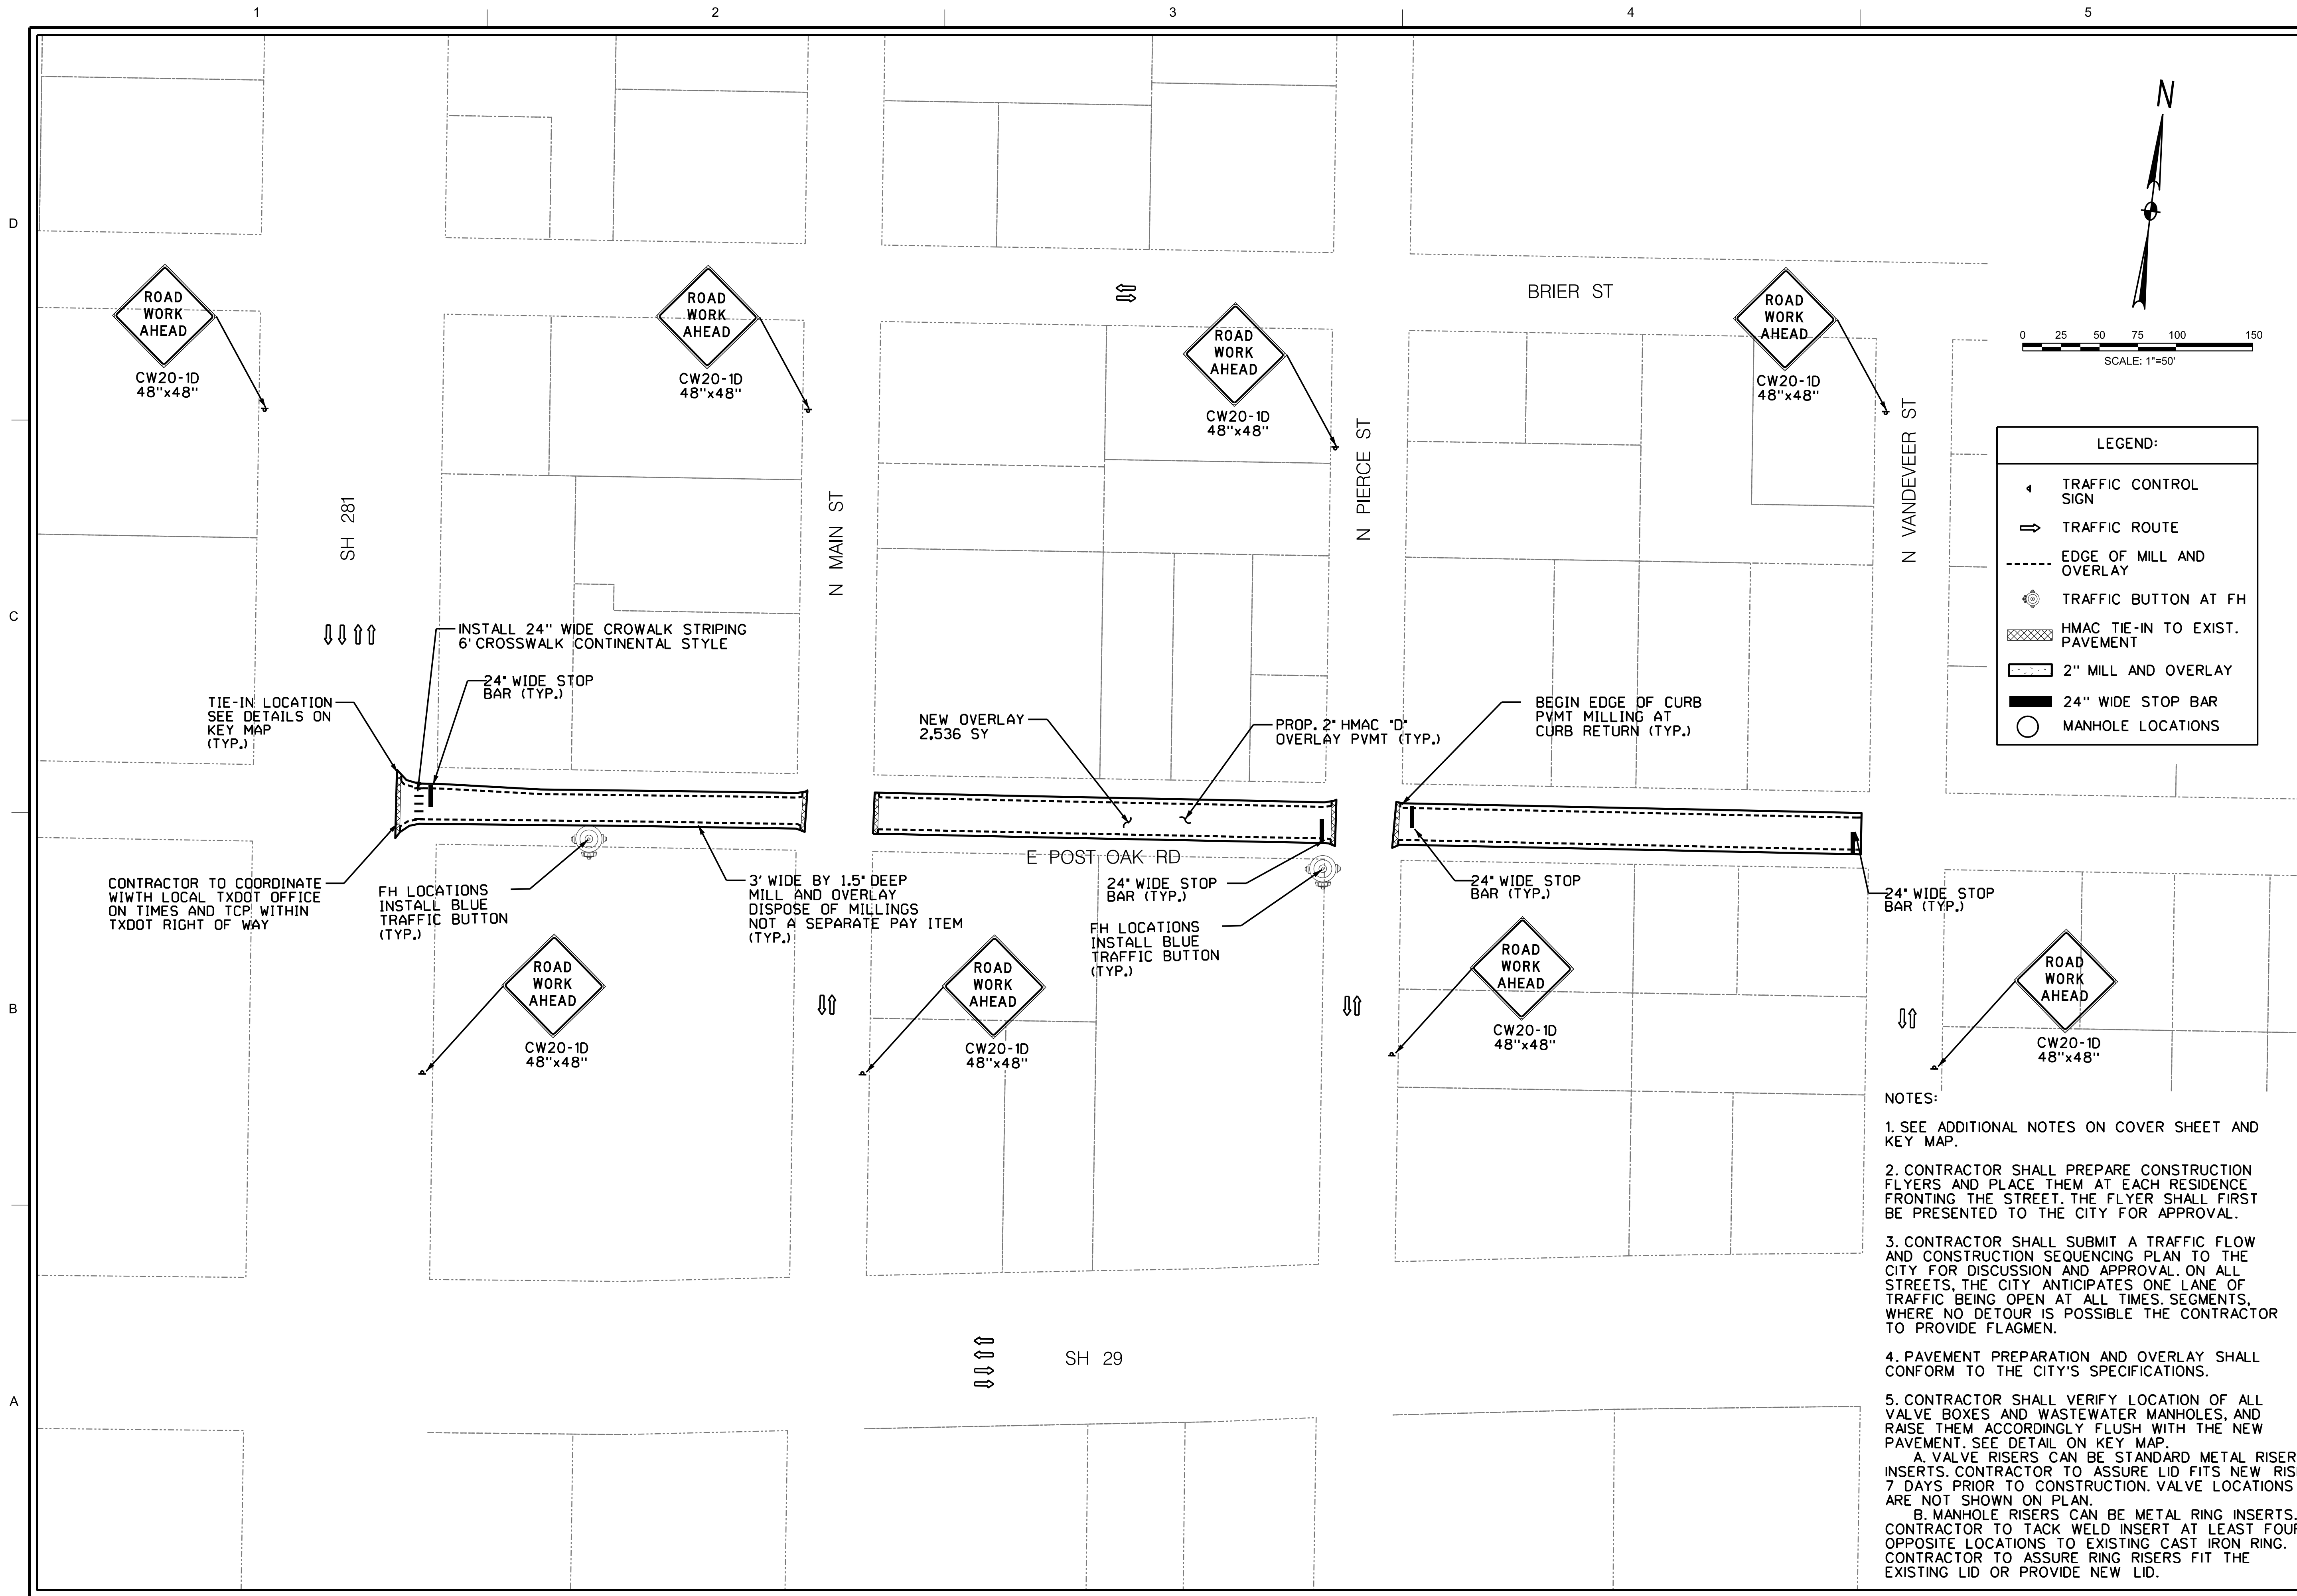 1
2
3
4
5
D
C
B
A
N
0 25 50 75 100 150
SCALE: 1"=50'
BRIER ST
ROAD
WORK
AHEAD
CW20-1D
48"x48"
ROAD
WORK
AHEAD
CW20-1D
48"x48"
ROAD
WORK
AHEAD
CW20-1D
48"x48"
ROAD
WORK
AHEAD
CW20-1D
48"x48"
SH 281
N MAIN ST
N PIERCE ST
N VANDEVEER ST
LEGEND:
TRAFFIC CONTROL
SIGN
TRAFFIC ROUTE
EDGE OF MILL AND
OVERLAY
TRAFFIC BUTTON AT FH
HMAC TIE-IN TO EXIST.
PAVEMENT
2" MILL AND OVERLAY
24" WIDE STOP BAR
MANHOLE LOCATIONS
INSTALL 24" WIDE CROWALK STRIPING
6' CROSSWALK CONTINENTAL STYLE
24" WIDE STOP
BAR (TYP.)
TIE-IN LOCATION
SEE DETAILS ON
KEY MAP
(TYP.)
NEW OVERLAY
2,536 SY
PROP. 2" HMAC "D"
OVERLAY PVMT (TYP.)
BEGIN EDGE OF CURB
PVMT MILLING AT
CURB RETURN (TYP.)
E POST OAK RD
CONTRACTOR TO COORDINATE
WIWTH LOCAL TXDOT OFFICE
ON TIMES AND TCP WITHIN
TXDOT RIGHT OF WAY
FH LOCATIONS
INSTALL BLUE
TRAFFIC BUTTON
(TYP.)
3' WIDE BY 1.5" DEEP
MILL AND OVERLAY
DISPOSE OF MILLINGS
NOT A SEPARATE PAY ITEM
(TYP.)
24" WIDE STOP
BAR (TYP.)
FH LOCATIONS
INSTALL BLUE
TRAFFIC BUTTON
(TYP.)
24" WIDE STOP
BAR (TYP.)
24" WIDE STOP
BAR (TYP.)
ROAD
WORK
AHEAD
CW20-1D
48"x48"
ROAD
WORK
AHEAD
CW20-1D
48"x48"
ROAD
WORK
AHEAD
CW20-1D
48"x48"
ROAD
WORK
AHEAD
CW20-1D
48"x48"
SH 29
NOTES:
1. SEE ADDITIONAL NOTES ON COVER SHEET AND
KEY MAP.
2. CONTRACTOR SHALL PREPARE CONSTRUCTION
FLYERS AND PLACE THEM AT EACH RESIDENCE
FRONTING THE STREET. THE FLYER SHALL FIRST
BE PRESENTED TO THE CITY FOR APPROVAL.
3. CONTRACTOR SHALL SUBMIT A TRAFFIC FLOW
AND CONSTRUCTION SEQUENCING PLAN TO THE
CITY FOR DISCUSSION AND APPROVAL. ON ALL
STREETS, THE CITY ANTICIPATES ONE LANE OF
TRAFFIC BEING OPEN AT ALL TIMES. SEGMENTS,
WHERE NO DETOUR IS POSSIBLE THE CONTRACTOR
TO PROVIDE FLAGMEN.
4. PAVEMENT PREPARATION AND OVERLAY SHALL
CONFORM TO THE CITY'S SPECIFICATIONS.
5. CONTRACTOR SHALL VERIFY LOCATION OF ALL
VALVE BOXES AND WASTEWATER MANHOLES, AND
RAISE THEM ACCORDINGLY FLUSH WITH THE NEW
PAVEMENT. SEE DETAIL ON KEY MAP.
A. VALVE RISERS CAN BE STANDARD METAL RISER
INSERTS. CONTRACTOR TO ASSURE LID FITS NEW
7 DAYS PRIOR TO CONSTRUCTION. VALVE LOCATIONS
ARE NOT SHOWN ON PLAN.
B. MANHOLE RISERS CAN BE METAL RING INSERTS.
CONTRACTOR TO TACK WELD INSERT AT LEAST FOUR
OPPOSITE LOCATIONS TO EXISTING CAST IRON RING.
CONTRACTOR TO ASSURE RING RISERS FIT THE
EXISTING LID OR PROVIDE NEW LID.